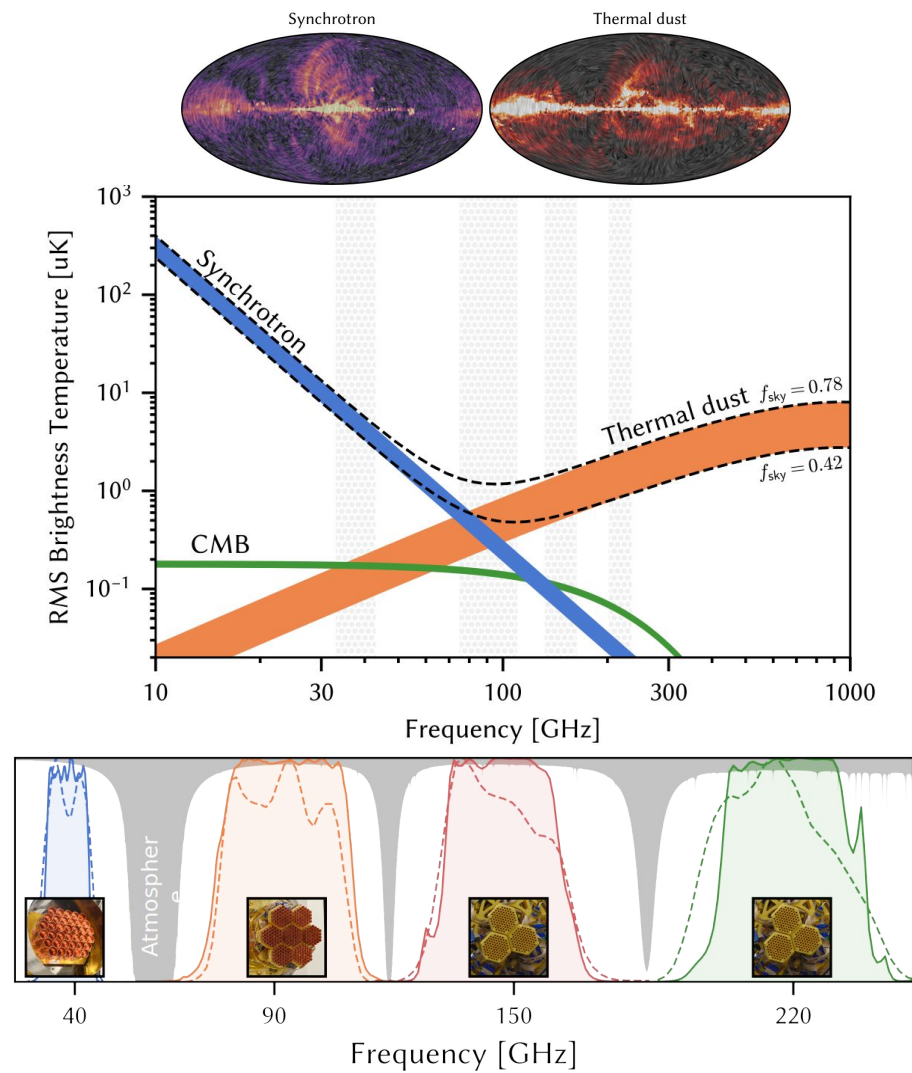 Synchrotron
Thermal dust
RMS Brightness Temperature [uK]
10³
10²
10¹
10⁰
10⁻¹
Synchrotron
CMB
Thermal dust
f_sky = 0.78
f_sky = 0.42
10
30
100
300
1000
Frequency [GHz]
Atmospher
e
40
90
150
220
Frequency [GHz]